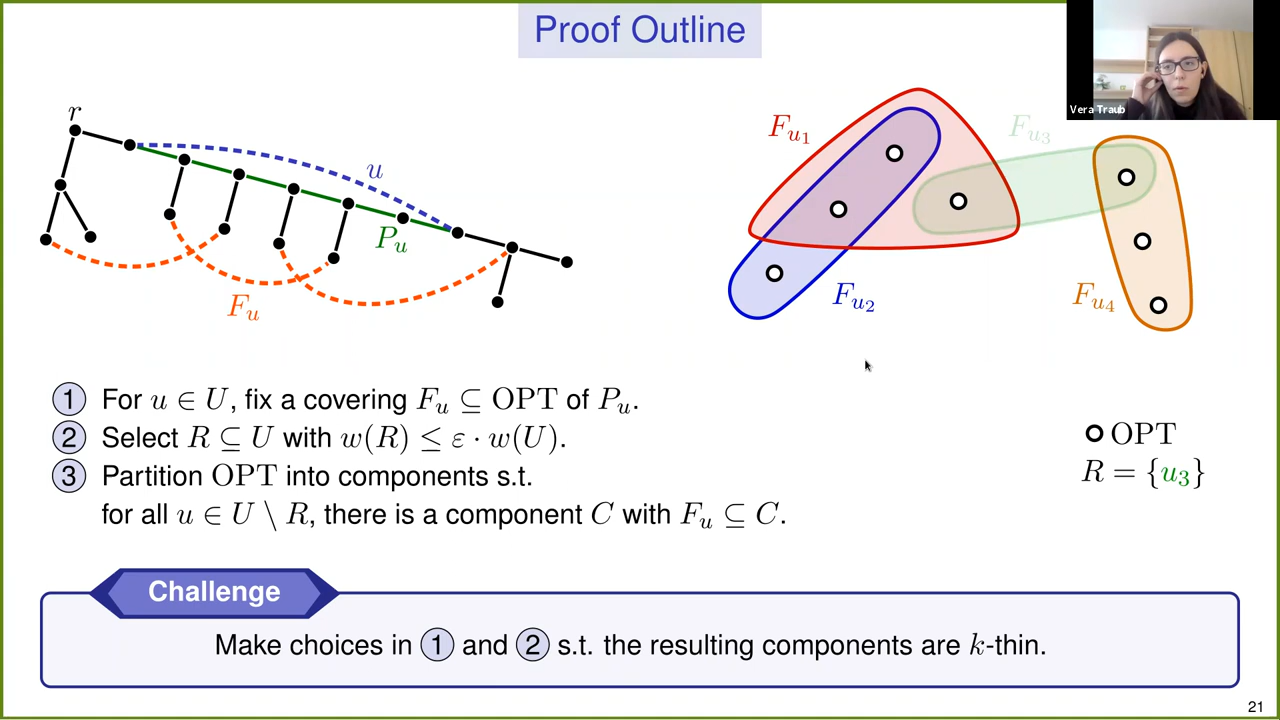 Proof Outline
Vera Traub
r
u
P_u
F_u
F_{u_1}
F_{u_2}
F_{u_3}
F_{u_4}
1 For u ∈ U, fix a covering F_u ⊆ OPT of P_u.
2 Select R ⊆ U with w(R) ≤ ε · w(U).
3 Partition OPT into components s.t.
for all u ∈ U \ R, there is a component C with F_u ⊆ C.
OPT
R = {u_3}
Challenge
Make choices in 1 and 2 s.t. the resulting components are k-thin.
21